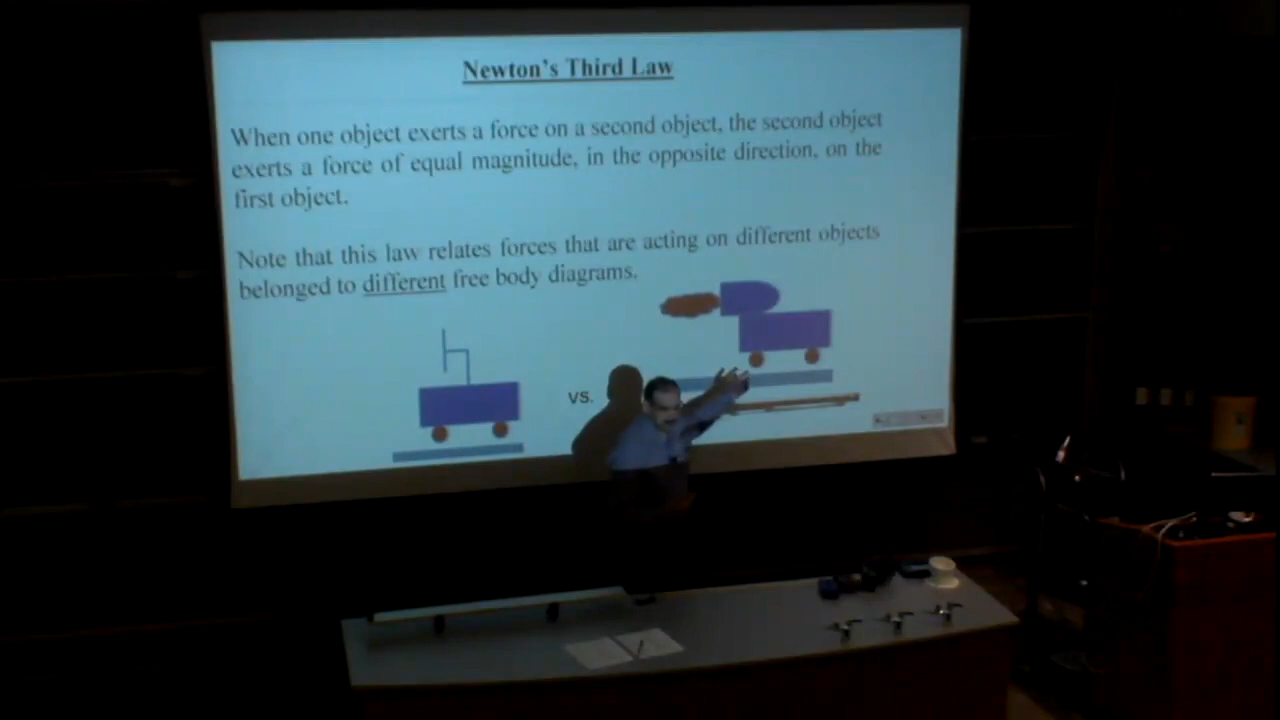 Newton's Third Law
When one object exerts a force on a second object, the second object
exerts a force of equal magnitude, in the opposite direction, on the
first object.
Note that this law relates forces that are acting on different objects
belonged to different free body diagrams.
vs.